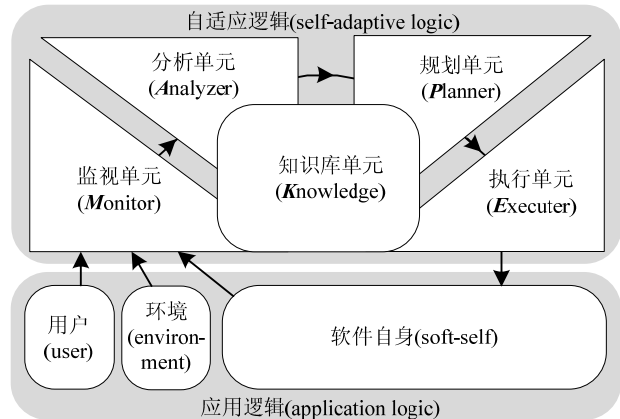 自适应逻辑(self-adaptive logic)
分析单元
(Analyzer)
规划单元
(Planner)
监视单元
(Monitor)
知识库单元
(Knowledge)
执行单元
(Executer)
用户
(user)
环境
(environ-
ment)
软件自身(soft-self)
应用逻辑(application logic)